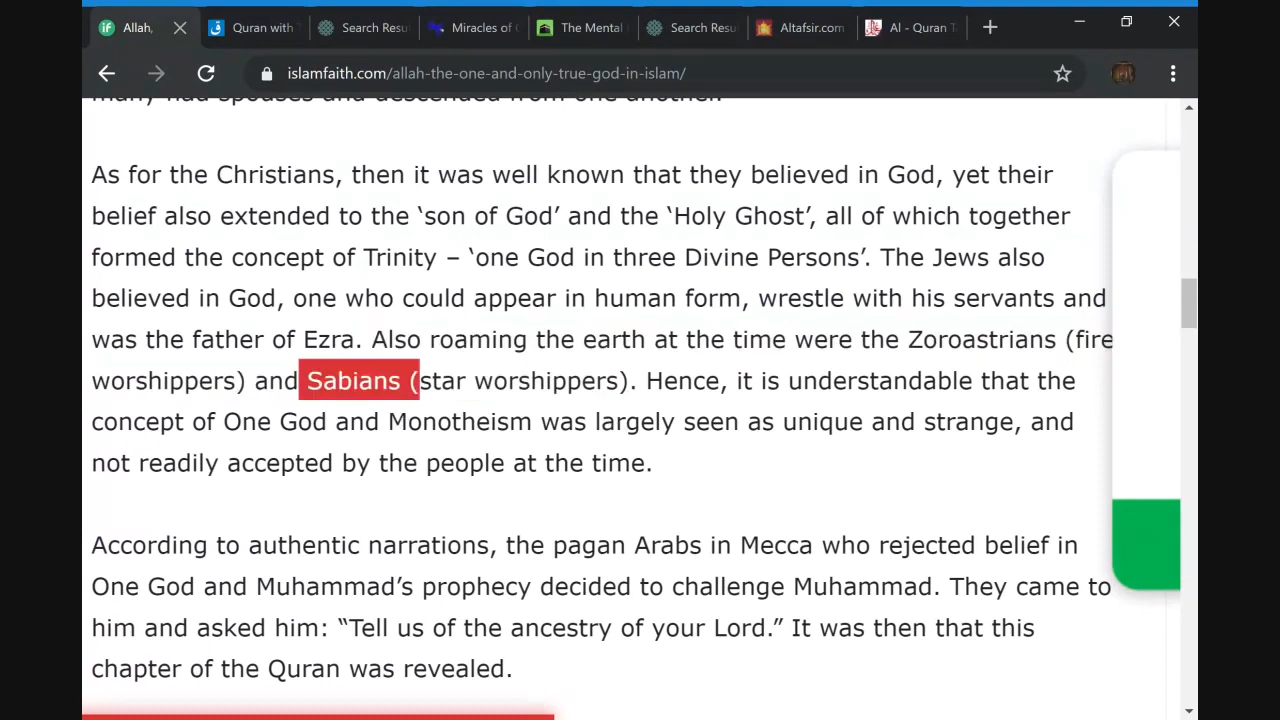 Allah,
Quran with
Search Resu
Miracles of
The Mental
Search Resu
Altafsir.com
Al - Quran
islamfaith.com/allah-the-one-and-only-true-god-in-islam/
many had spouses and descended from one another.
As for the Christians, then it was well known that they believed in God, yet their
belief also extended to the ‘son of God’ and the ‘Holy Ghost’, all of which together
formed the concept of Trinity – ‘one God in three Divine Persons’. The Jews also
believed in God, one who could appear in human form, wrestle with his servants and
was the father of Ezra. Also roaming the earth at the time were the Zoroastrians (fire
worshippers) and Sabians (star worshippers). Hence, it is understandable that the
concept of One God and Monotheism was largely seen as unique and strange, and
not readily accepted by the people at the time.
According to authentic narrations, the pagan Arabs in Mecca who rejected belief in
One God and Muhammad’s prophecy decided to challenge Muhammad. They came to
him and asked him: “Tell us of the ancestry of your Lord.” It was then that this
chapter of the Quran was revealed.